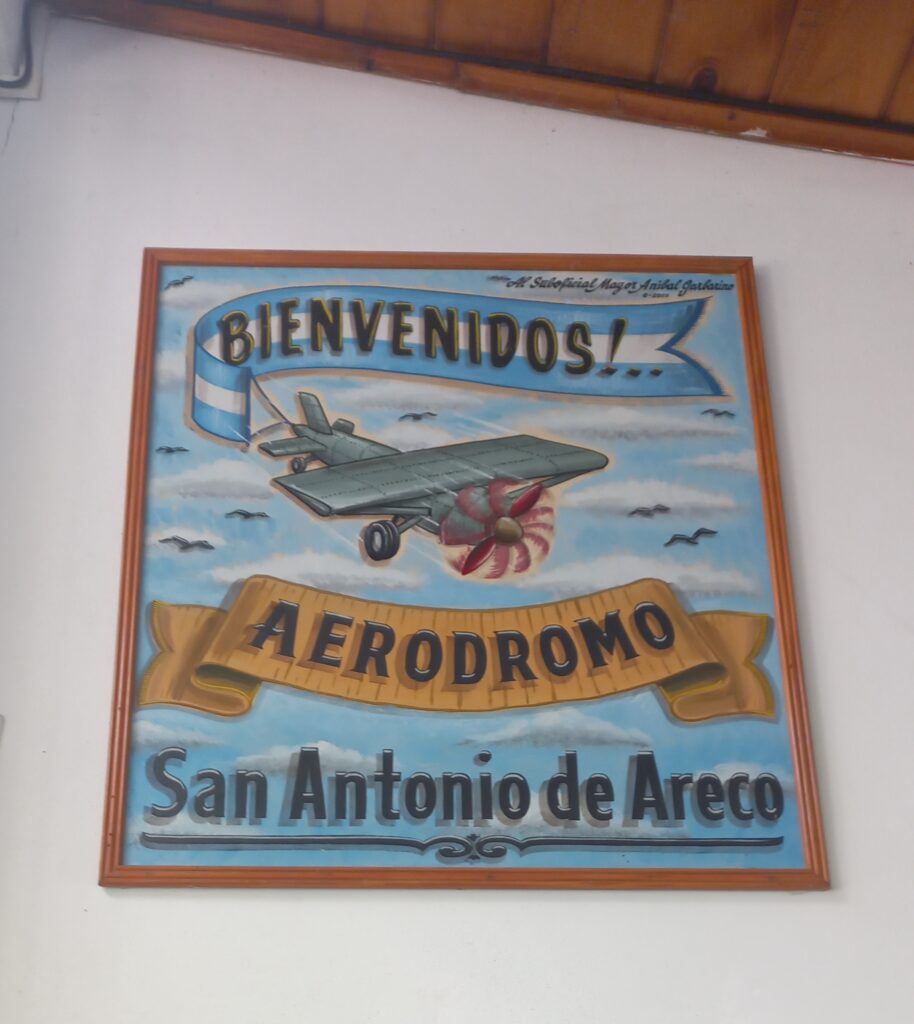 Al Suboficial Mayor Anibal Garbarino
BIENVENIDOS!...
AERODROMO
San Antonio de Areco